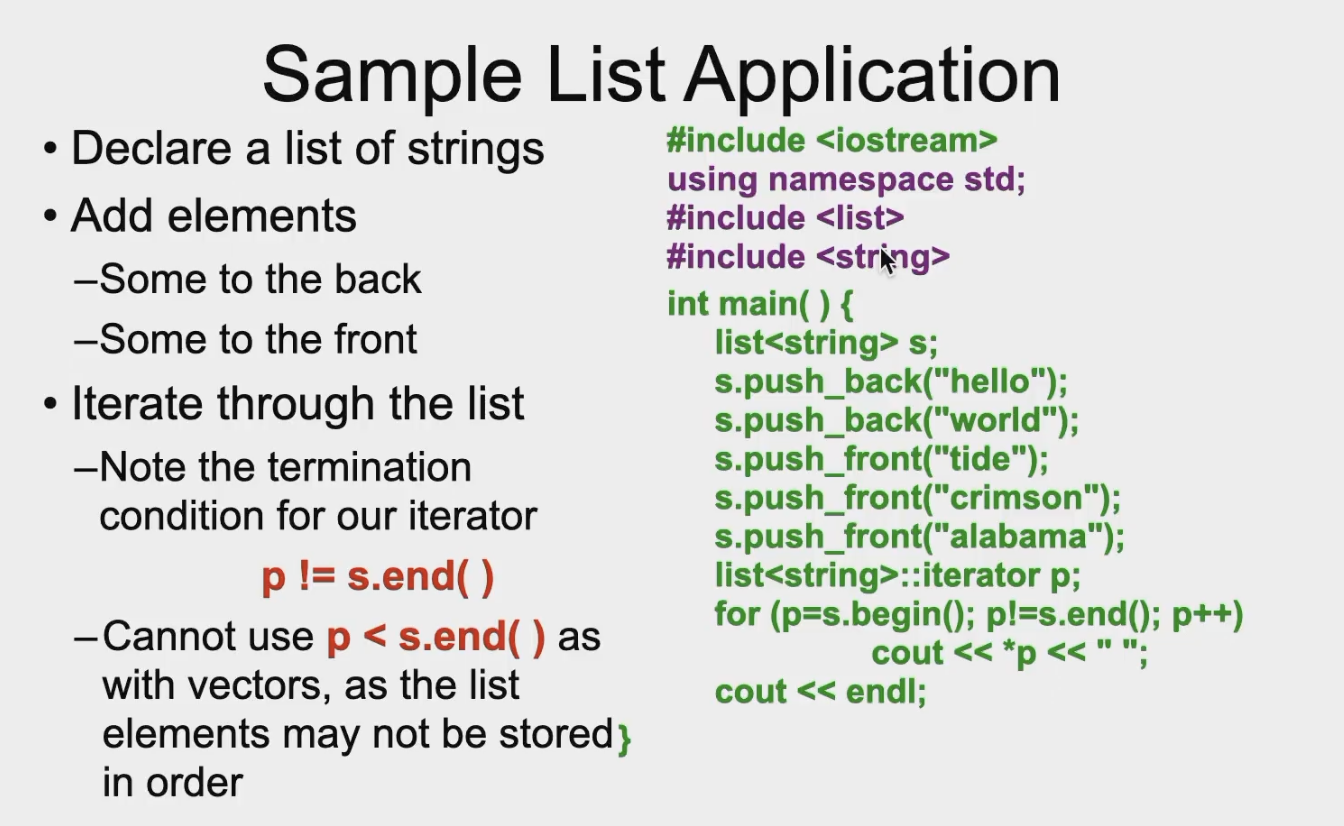 Sample List Application
• Declare a list of strings
• Add elements
–Some to the back
–Some to the front
• Iterate through the list
–Note the termination
condition for our iterator
p != s.end( )
–Cannot use p < s.end( ) as
with vectors, as the list
elements may not be stored
in order
#include <iostream>
using namespace std;
#include <list>
#include <string>
int main( ) {
list<string> s;
s.push_back("hello");
s.push_back("world");
s.push_front("tide");
s.push_front("crimson");
s.push_front("alabama");
list<string>::iterator p;
for (p=s.begin(); p!=s.end(); p++)
cout << *p << " ";
cout << endl;
}